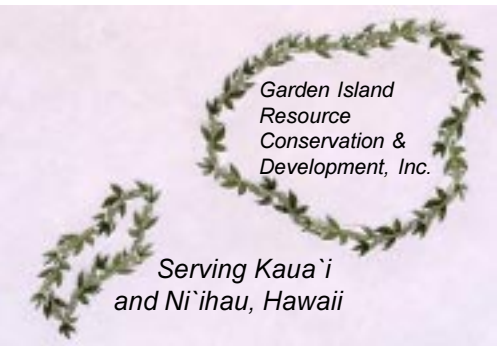 Garden Island
Resource
Conservation &
Development, Inc.
Serving Kaua`i
and Ni`ihau, Hawaii